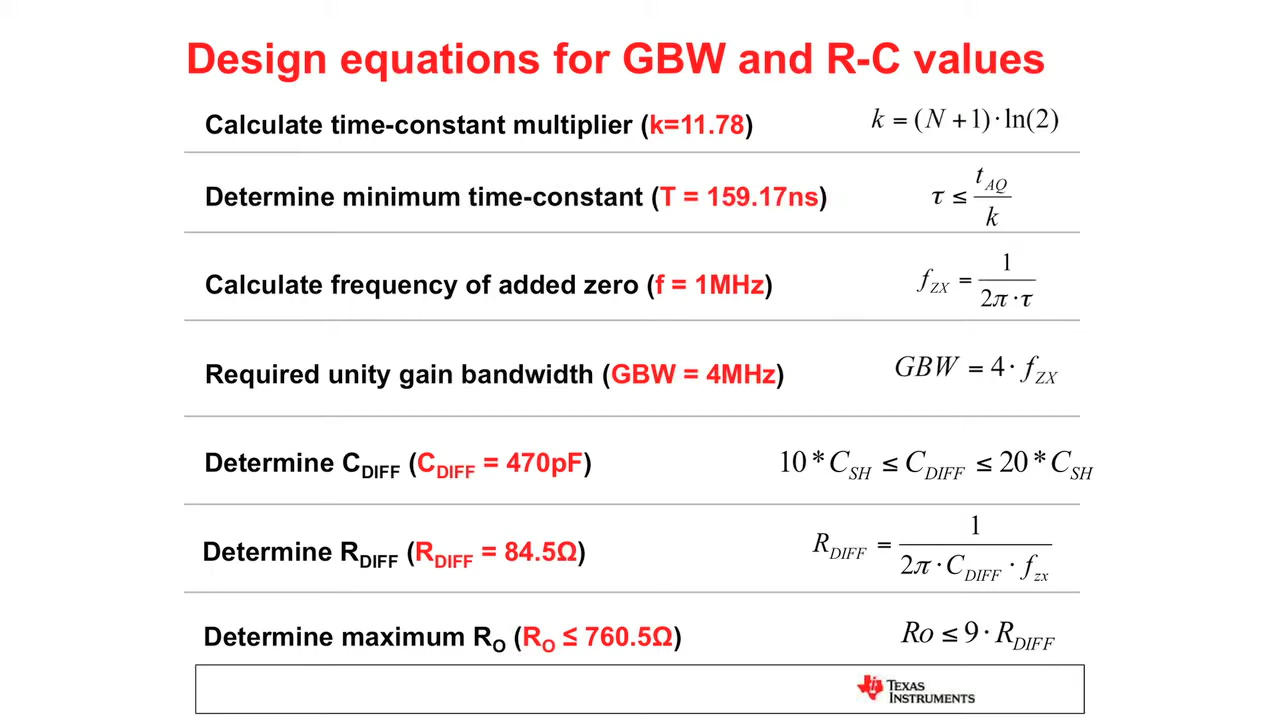 Design equations for GBW and R-C values
Calculate time-constant multiplier (k=11.78) k = (N +1)·ln(2)
Determine minimum time-constant (T = 159.17ns) τ ≤ t_AQ / k
Calculate frequency of added zero (f = 1MHz) f_ZX = 1 / 2π·τ
Required unity gain bandwidth (GBW = 4MHz) GBW = 4· f_ZX
Determine C_DIFF (C_DIFF = 470pF) 10 * C_SH ≤ C_DIFF ≤ 20 * C_SH
Determine R_DIFF (R_DIFF = 84.5Ω) R_DIFF = 1 / 2π · C_DIFF · f_zx
Determine maximum R_O (R_O ≤ 760.5Ω) Ro ≤ 9· R_DIFF
TEXAS
INSTRUMENTS